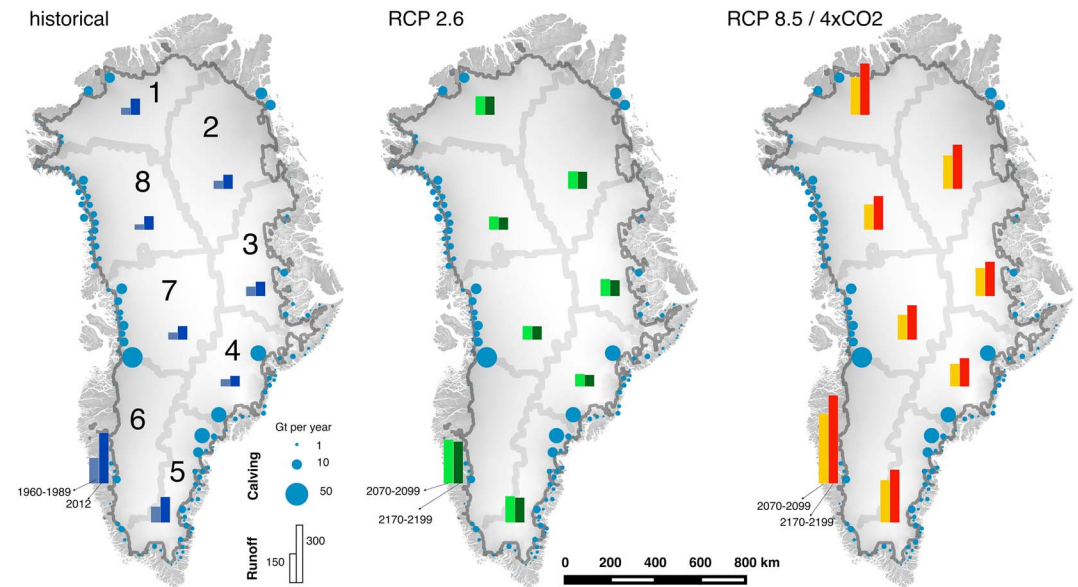 historical
RCP 2.6
RCP 8.5 / 4xCO2
1
2
8
3
7
4
6
5
1960-1989
2012
Gt per year
Calving
1
10
50
Runoff
150
300
2070-2099
2170-2199
2070-2099
2170-2199
0 200 400 600 800 km